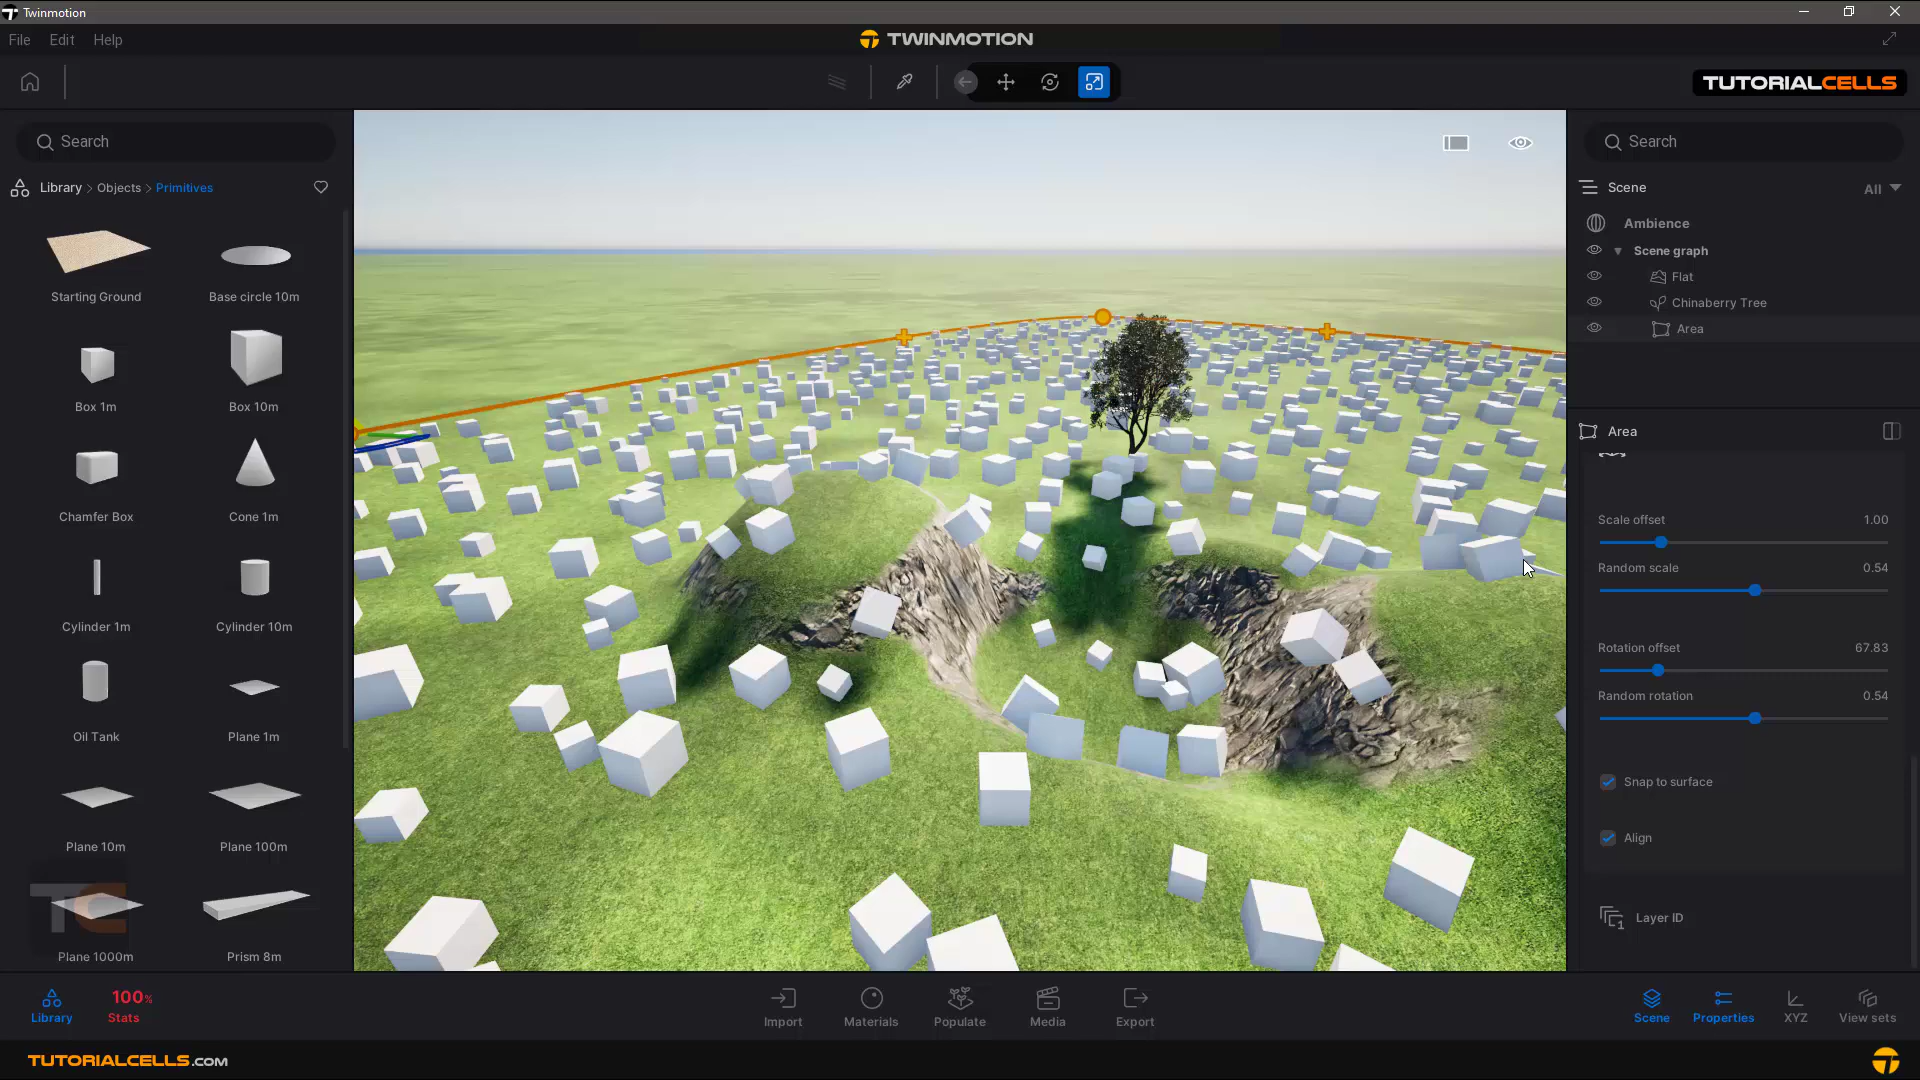 Twinmotion
File Edit Help
TWINMOTION
TUTORIALCELLS
Search
Library > Objects > Primitives
Starting Ground
Base circle 10m
Box 1m
Box 10m
Chamfer Box
Cone 1m
Cylinder 1m
Cylinder 10m
Oil Tank
Plane 1m
Plane 10m
Plane 100m
TC
Plane 1000m
Prism 8m
Search
Scene
All
Ambience
Scene graph
Flat
Chinaberry Tree
Area
Area
Scale offset 1.00
Random scale 0.54
Rotation offset 67.83
Random rotation 0.54
Snap to surface
Align
Layer ID
Library
100%
Stats
Import
Materials
Populate
Media
Export
Scene
Properties
XYZ
View sets
TUTORIALCELLS.COM